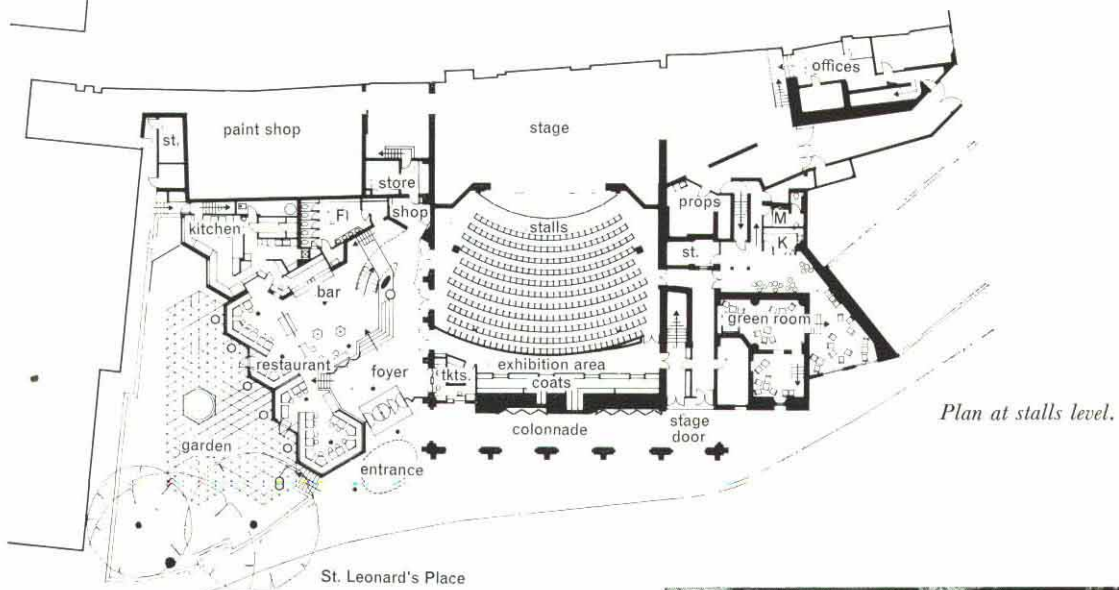 offices
paint shop
stage
st.
store
props
shop
M
kitchen
Fl
stalls
st.
K
bar
green room
restaurant
exhibition area
foyer
tkts.
coats
Plan at stalls level.
colonnade
stage
door
garden
entrance
St. Leonard's Place